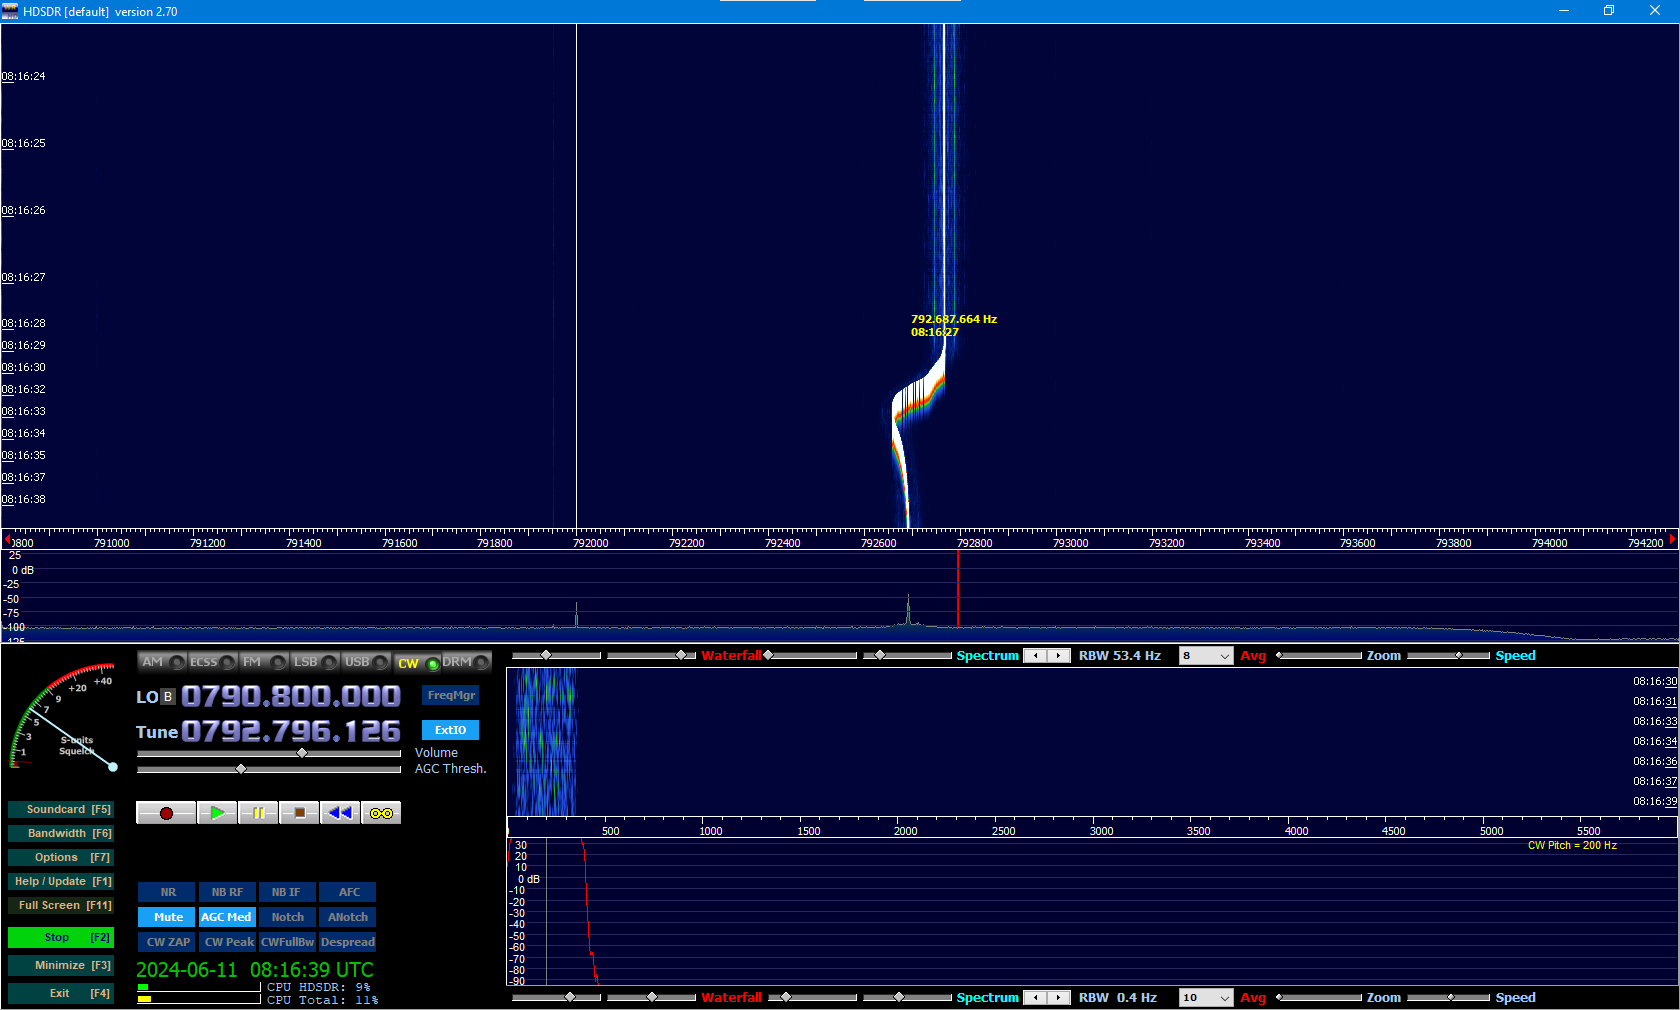 HDSDR [default]  version 2.70
08:16:24
08:16:25
08:16:26
08:16:27
08:16:28
08:16:29
08:16:30
08:16:32
08:16:33
08:16:34
08:16:35
08:16:37
08:16:38
792.687.664 Hz
08:16:27
791000 791200 791400 791600 791800 792000 792200 792400 792600 792800 793000 793200 793400 793600 793800 794000 794200
25
0 dB
-25
-50
-75
-100
Waterfall Spectrum RBW 53.4 Hz 8 Avg Zoom Speed
AM ECSS FM LSB USB CW DRM
1 3 5 7 9 +20 +40
S-units
Squelch
LO B 0790.800.000 FreqMgr
Tune 0792.796.126 ExtIO
Volume
AGC Thresh.
Soundcard [F5]
Bandwidth [F6]
Options [F7]
Help / Update [F1]
Full Screen [F11]
Stop [F2]
Minimize [F3]
Exit [F4]
NR NB RF NB IF AFC
Mute AGC Med Notch ANotch
CW ZAP CW Peak CWFullBw Despread
2024-06-11 08:16:39 UTC
CPU HDSDR: 9%
CPU Total: 11%
08:16:30
08:16:31
08:16:33
08:16:34
08:16:36
08:16:37
08:16:39
500 1000 1500 2000 2500 3000 3500 4000 4500 5000 5500
CW Pitch = 200 Hz
30
20
10
0 dB
-10
-20
-30
-40
-50
-60
-70
-80
-90
Waterfall Spectrum RBW 0.4 Hz 10 Avg Zoom Speed